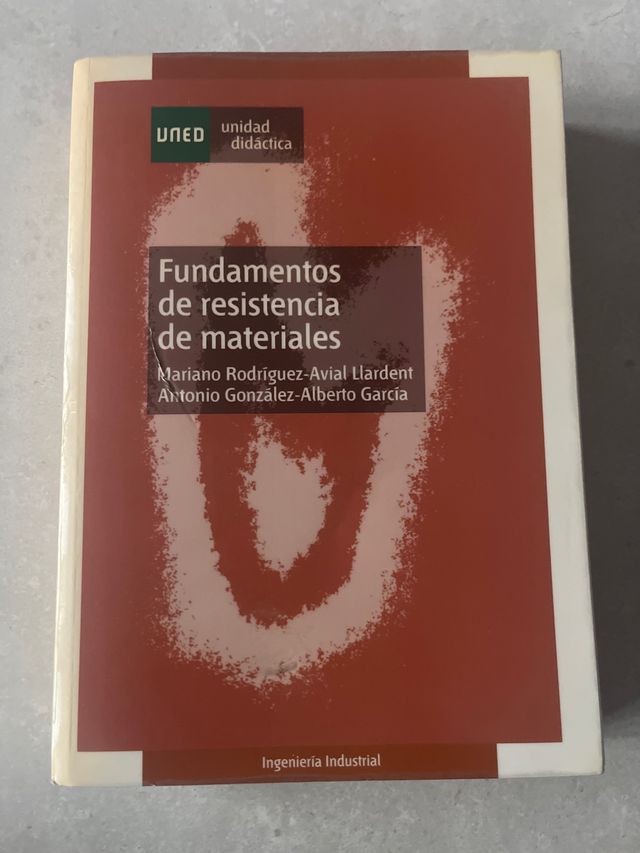 UNED
unidad
didáctica
Fundamentos
de resistencia
de materiales
Mariano Rodríguez-Avial Llardent
Antonio González-Alberto García
Ingeniería Industrial